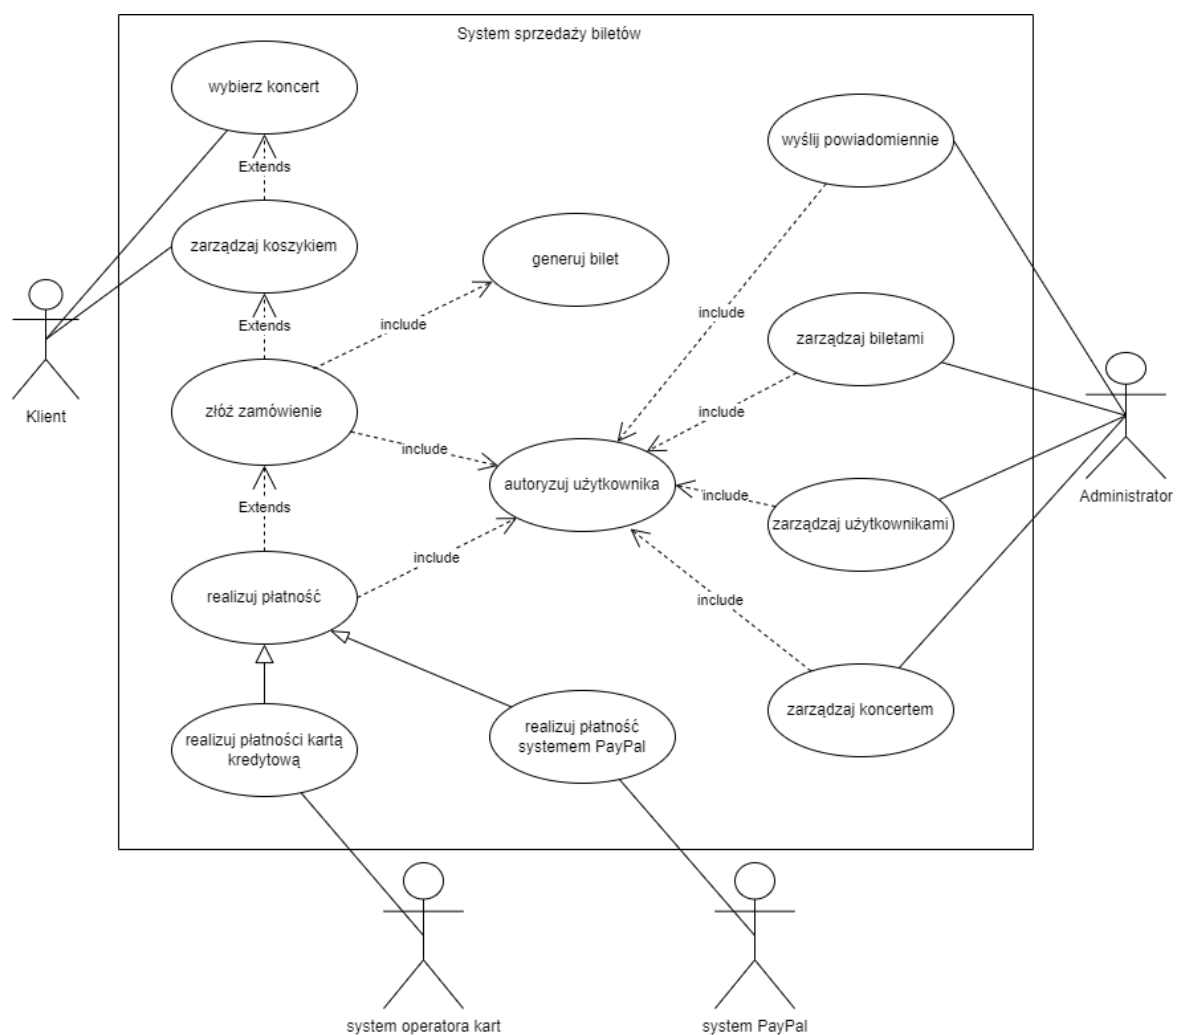 System sprzedaży biletów
wybierz koncert
wyślij powiadomiennie
Extends
zarządzaj koszykiem
generuj bilet
include
Extends
include
zarządzaj biletami
Klient
złóż zamówienie
include
include
autoryzuj użytkownika
include
Administrator
Extends
zarządzaj użytkownikami
include
realizuj płatność
include
realizuj płatności kartą
kredytową
realizuj płatność
systemem PayPal
zarządzaj koncertem
system operatora kart
system PayPal